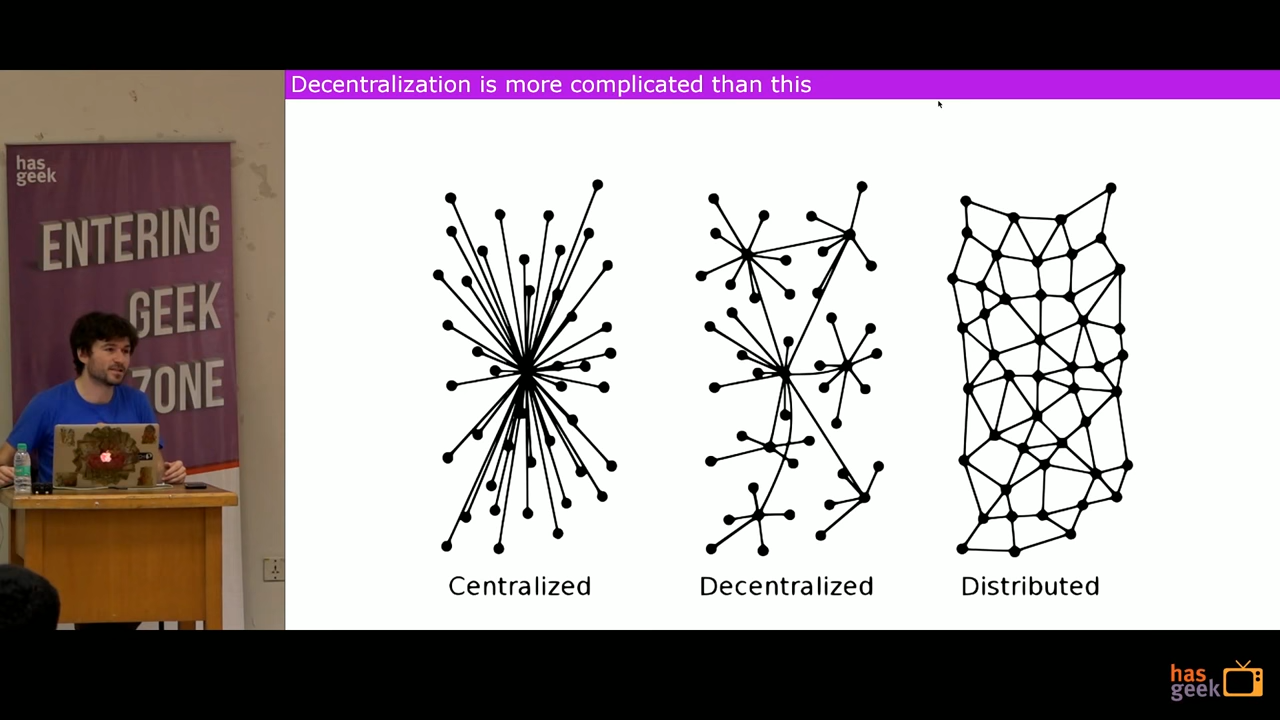 Decentralization is more complicated than this
has
geek
ENTERING
GEEK
ZONE
Centralized
Decentralized
Distributed
has
geek